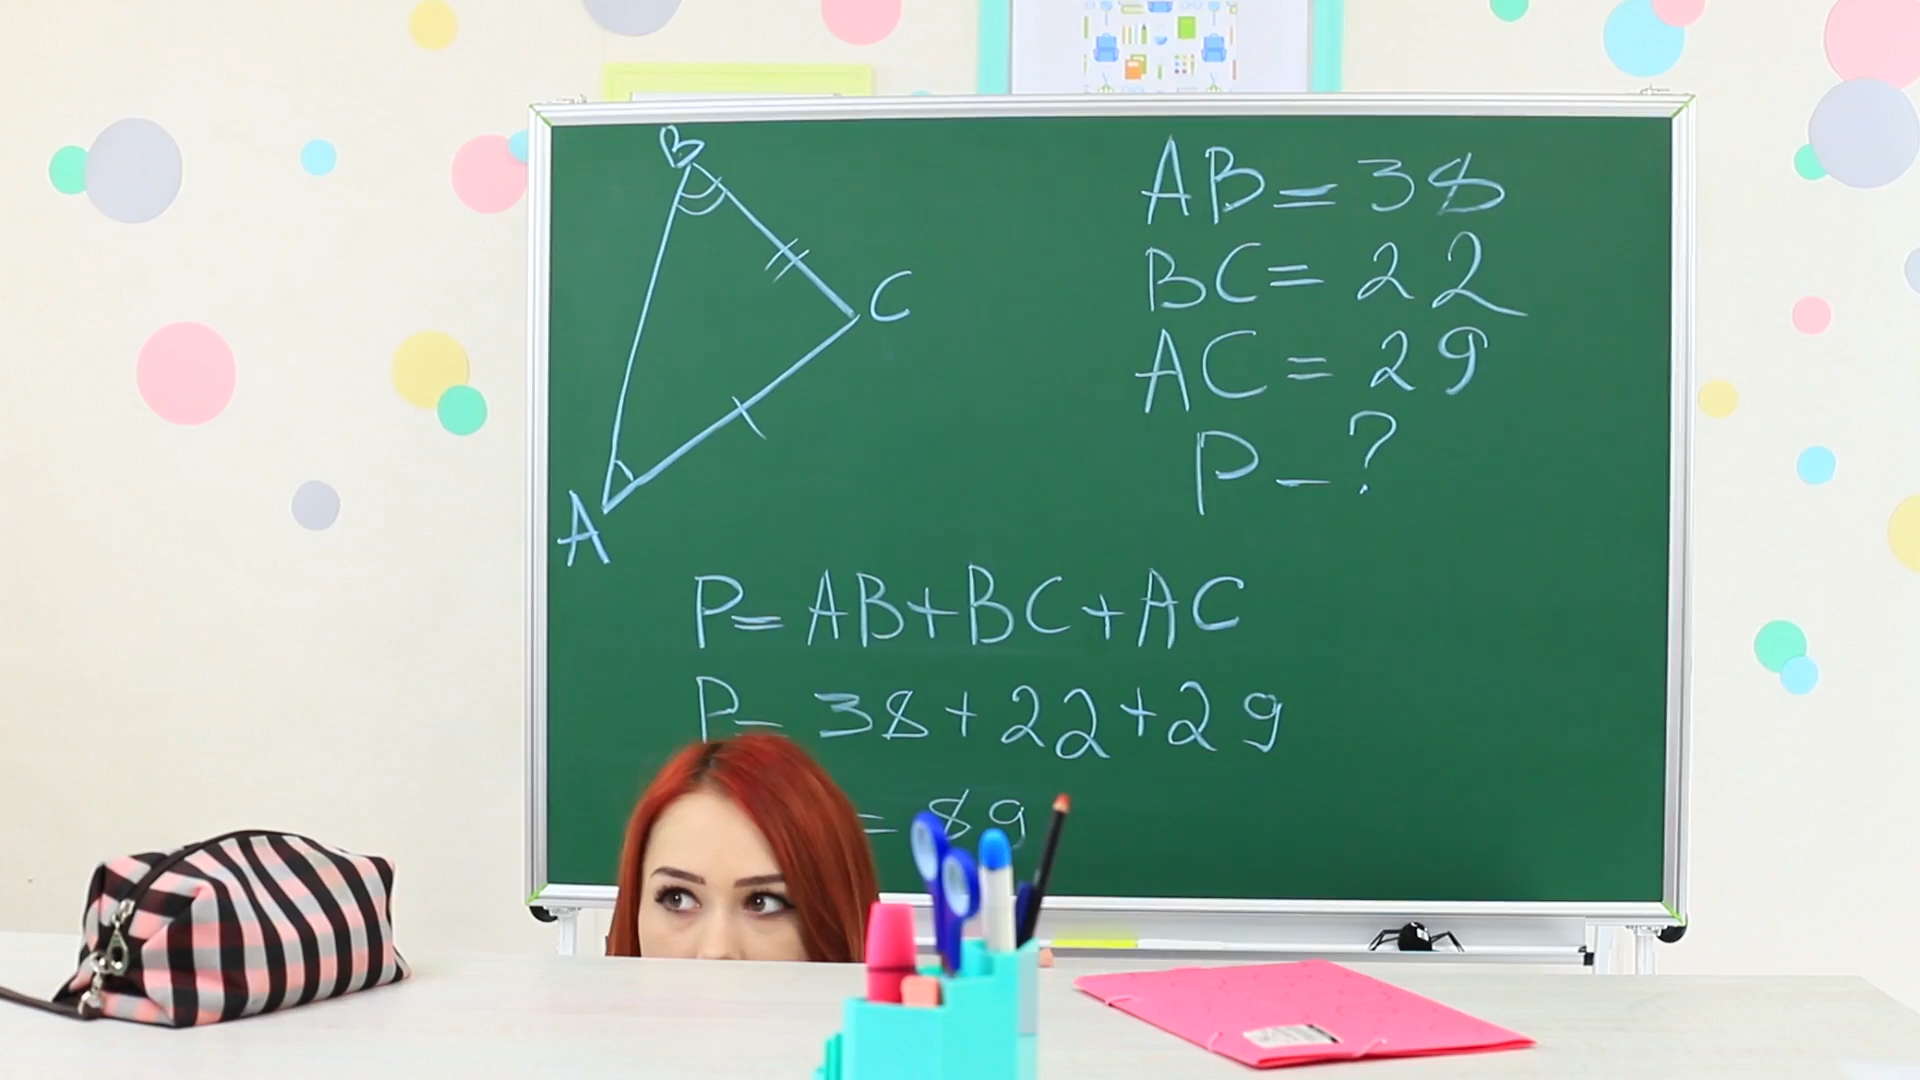 B
C
A
AB = 38
BC = 22
AC = 29
P - ?
P = AB + BC + AC
P = 38 + 22 + 29
= 89